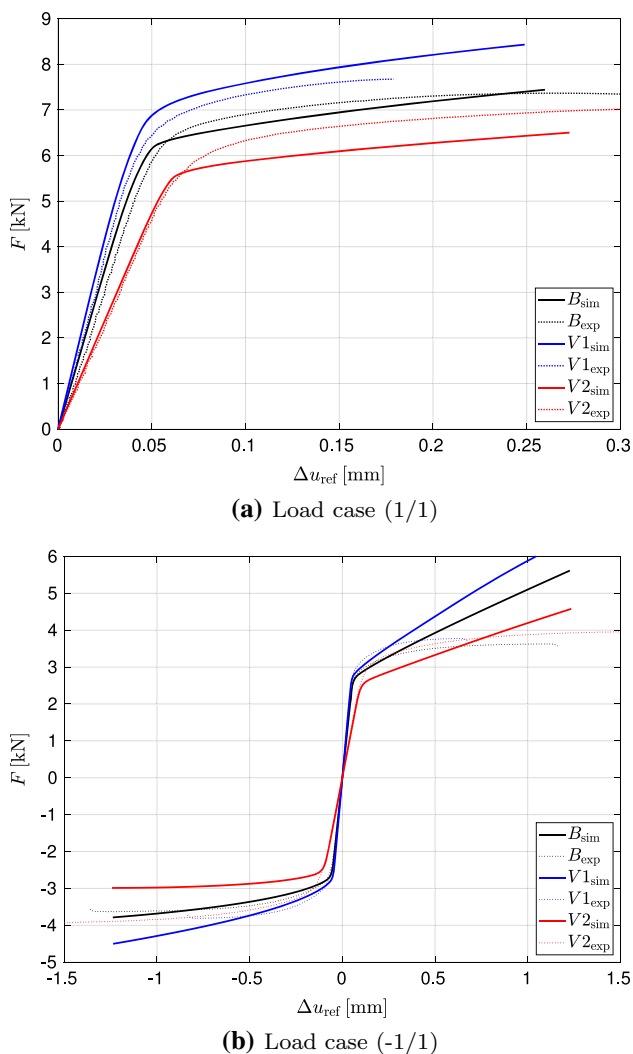 9
8
7
6
5
4
3
2
1
0
F [kN]
B_sim
B_exp
V1_sim
V1_exp
V2_sim
V2_exp
0 0.05 0.1 0.15 0.2 0.25 0.3
Δu_ref [mm]
(a) Load case (1/1)
6
5
4
3
2
1
0
-1
-2
-3
-4
-5
F [kN]
B_sim
B_exp
V1_sim
V1_exp
V2_sim
V2_exp
-1.5 -1 -0.5 0 0.5 1 1.5
Δu_ref [mm]
(b) Load case (-1/1)